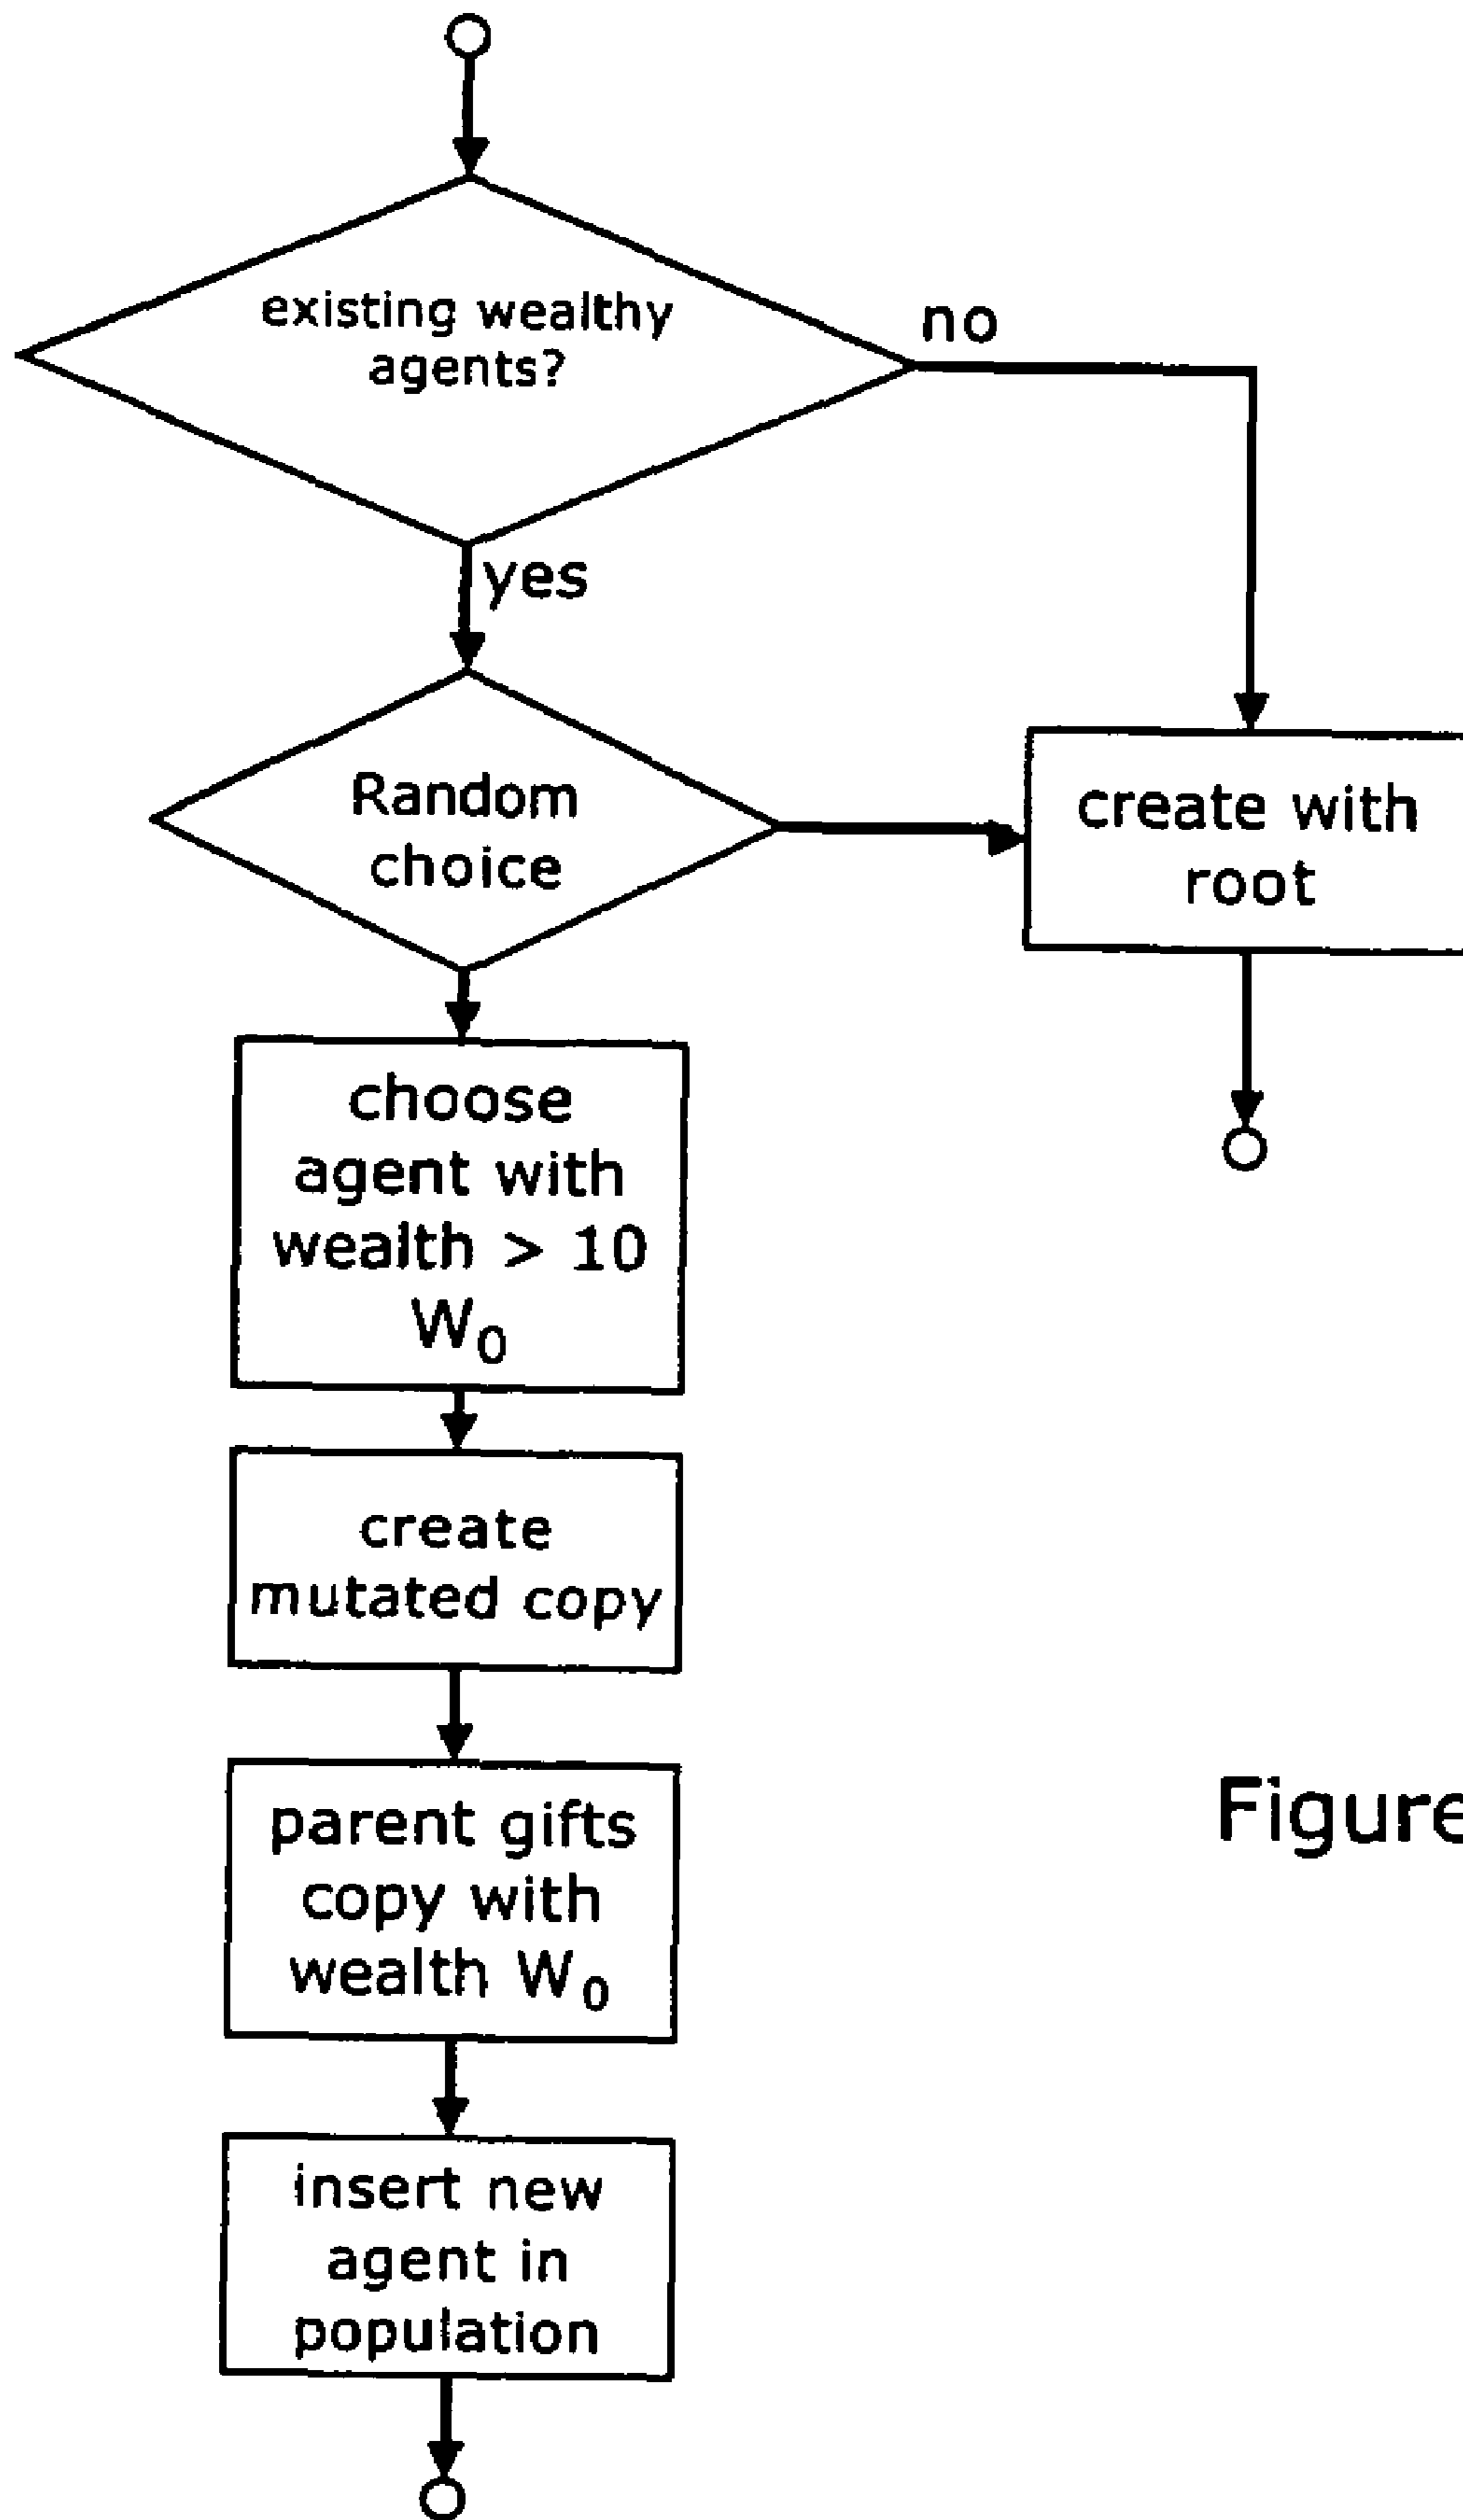 existing wealthy
agents?
no
yes
Random
choice
create with
root
choose
agent with
wealth > 10
W₀
create
mutated copy
parent gifts
copy with
wealth W₀
Figure
insert new
agent in
population